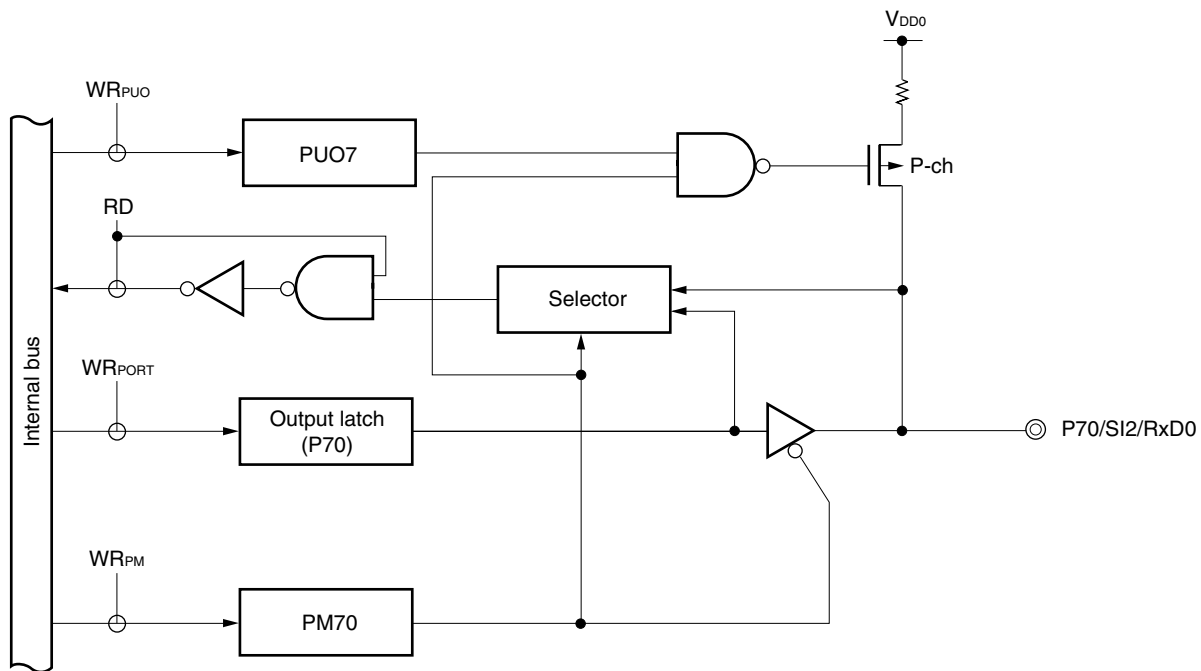 VDD0
WRPUO
PUO7
P-ch
RD
Selector
Internal bus
WRPORT
Output latch
(P70)
P70/SI2/RxD0
WRPM
PM70